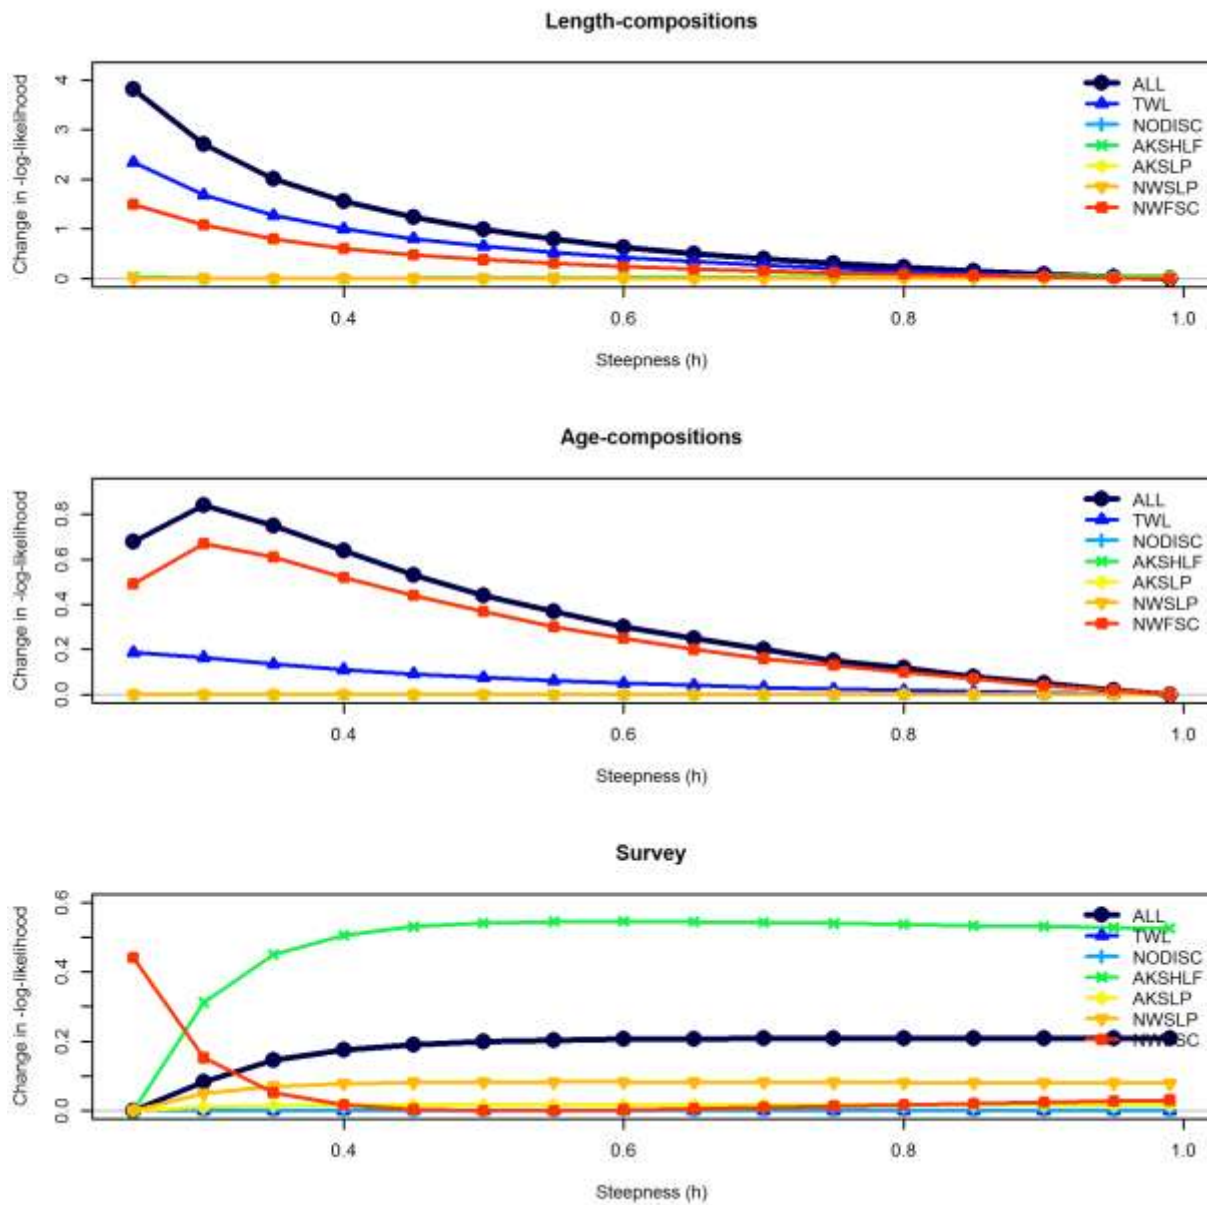 Length-compositions
Change in -log-likelihood
4
3
2
1
0
ALL
TWL
NODISC
AKSHLF
AKSLP
NWSLP
NWFSC
0.4 0.6 0.8 1.0
Steepness (h)
Age-compositions
Change in -log-likelihood
0.8
0.6
0.4
0.2
0.0
ALL
TWL
NODISC
AKSHLF
AKSLP
NWSLP
NWFSC
0.4 0.6 0.8 1.0
Steepness (h)
Survey
Change in -log-likelihood
0.6
0.4
0.2
0.0
ALL
TWL
NODISC
AKSHLF
AKSLP
NWSLP
NWFSC
0.4 0.6 0.8 1.0
Steepness (h)